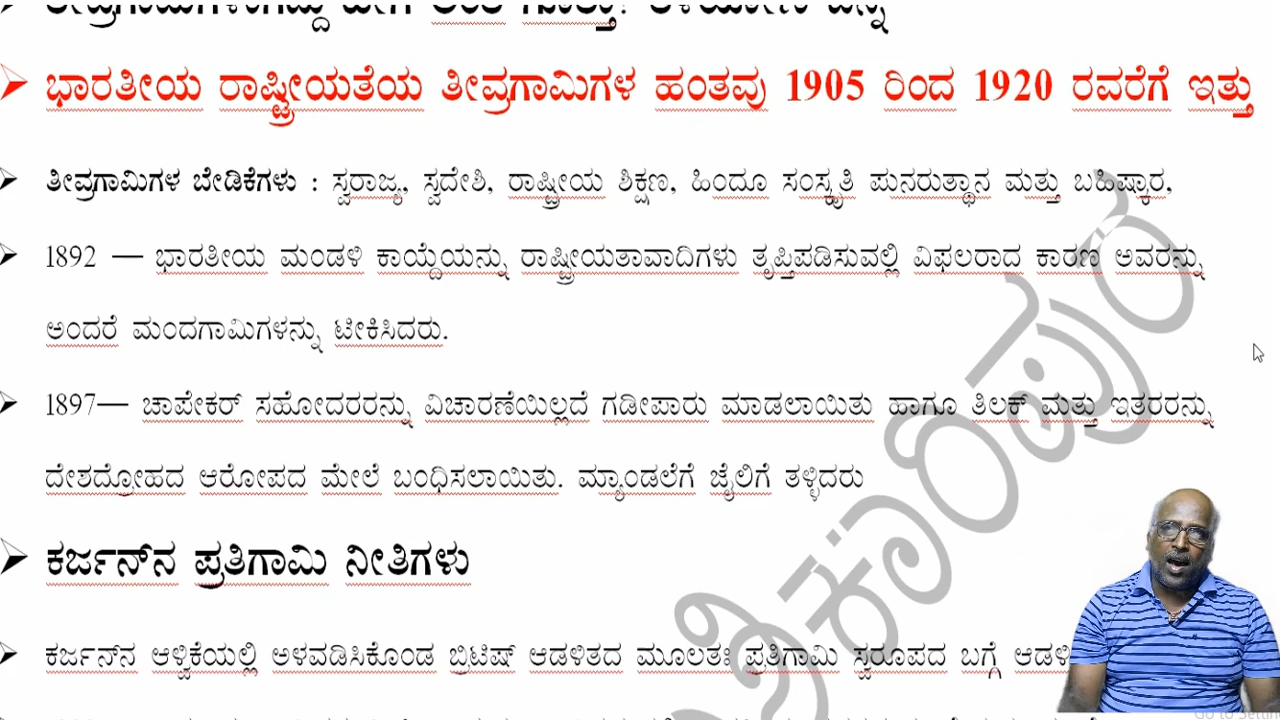 ಭಾರತೀಯ ರಾಷ್ಟ್ರೀಯತೆಯ ತೀವ್ರಗಾಮಿಗಳ ಹಂತವು 1905 ರಿಂದ 1920 ರವರೆಗೆ ಇತ್ತು
ತೀವ್ರಗಾಮಿಗಳ ಬೇಡಿಕೆಗಳು : ಸ್ವರಾಜ್ಯ, ಸ್ವದೇಶಿ, ರಾಷ್ಟ್ರೀಯ ಶಿಕ್ಷಣ, ಹಿಂದೂ ಸಂಸ್ಕೃತಿ ಪುನರುತ್ಥಾನ ಮತ್ತು ಬಹಿಷ್ಕಾರ,
1892 — ಭಾರತೀಯ ಮಂಡಳಿ ಕಾಯ್ದೆಯನ್ನು ರಾಷ್ಟ್ರೀಯತಾವಾದಿಗಳು ತೃಪ್ತಿಪಡಿಸುವಲ್ಲಿ ವಿಫಲರಾದ ಕಾರಣ ಅವರನ್ನು
ಅಂದರೆ ಮಂದಗಾಮಿಗಳನ್ನು ಟೀಕಿಸಿದರು.
1897— ಚಾಪೇಕರ್ ಸಹೋದರರನ್ನು ವಿಚಾರಣೆಯಿಲ್ಲದೆ ಗಡೀಪಾರು ಮಾಡಲಾಯಿತು ಹಾಗೂ ತಿಲಕ್ ಮತ್ತು ಇತರರನ್ನು
ದೇಶದ್ರೋಹದ ಆರೋಪದ ಮೇಲೆ ಬಂಧಿಸಲಾಯಿತು. ಮ್ಯಾಂಡಲೆಗೆ ಜೈಲಿಗೆ ತಳ್ಳಿದರು
ಕರ್ಜನ್‌ನ ಪ್ರತಿಗಾಮಿ ನೀತಿಗಳು
ಕರ್ಜನ್‌ನ ಆಳ್ವಿಕೆಯಲ್ಲಿ ಅಳವಡಿಸಿಕೊಂಡ ಬ್ರಿಟಿಷ್ ಆಡಳಿತದ ಮೂಲತಃ ಪ್ರತಿಗಾಮಿ ಸ್ವರೂಪದ ಬಗ್ಗೆ